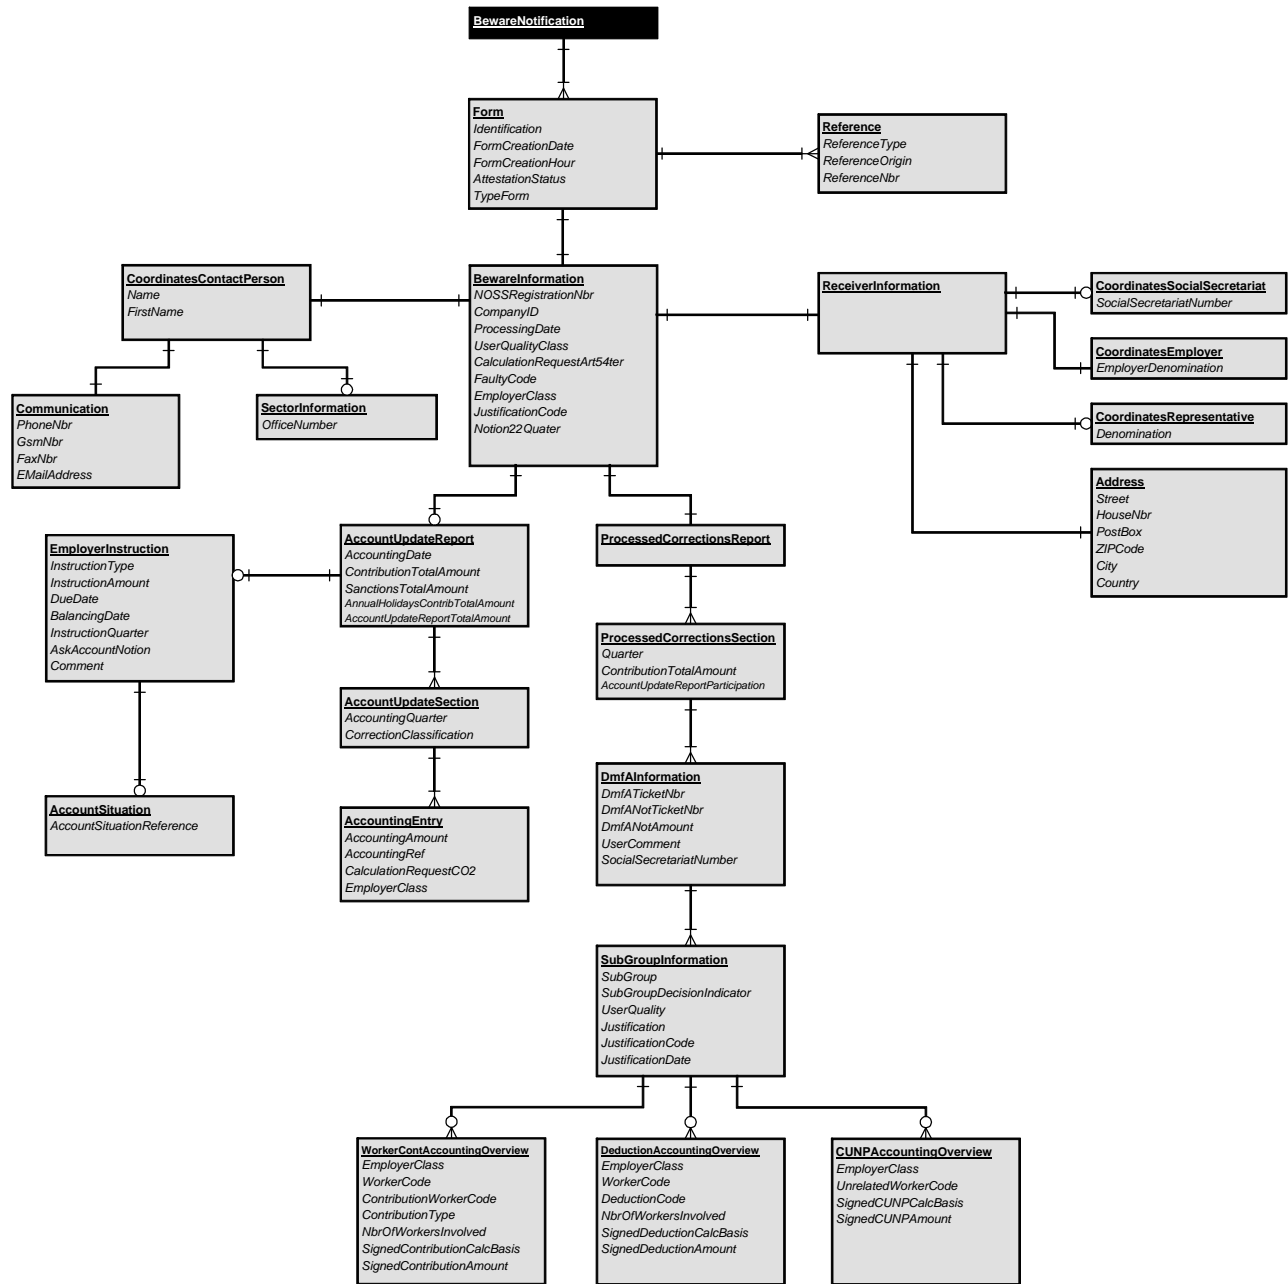 BewareNotification
Form
Identification
FormCreationDate
FormCreationHour
AttestationStatus
TypeForm
Reference
ReferenceType
ReferenceOrigin
ReferenceNbr
CoordinatesContactPerson
Name
FirstName
BewareInformation
NOSSRegistrationNbr
CompanyID
ProcessingDate
UserQualityClass
CalculationRequestArt54ter
FaultyCode
EmployerClass
JustificationCode
Notion22Quater
ReceiverInformation
CoordinatesSocialSecretariat
SocialSecretariatNumber
CoordinatesEmployer
EmployerDenomination
CoordinatesRepresentative
Denomination
Address
Street
HouseNbr
PostBox
ZIPCode
City
Country
Communication
PhoneNbr
GsmNbr
FaxNbr
EMailAddress
SectorInformation
OfficeNumber
EmployerInstruction
InstructionType
InstructionAmount
DueDate
BalancingDate
InstructionQuarter
AskAccountNotion
Comment
AccountUpdateReport
AccountingDate
ContributionTotalAmount
SanctionsTotalAmount
AnnualHolidaysContribTotalAmount
AccountUpdateReportTotalAmount
ProcessedCorrectionsReport
ProcessedCorrectionsSection
Quarter
ContributionTotalAmount
AccountUpdateReportParticipation
AccountUpdateSection
AccountingQuarter
CorrectionClassification
AccountSituation
AccountSituationReference
AccountingEntry
AccountingAmount
AccountingRef
CalculationRequestCO2
EmployerClass
DmfAInformation
DmfATicketNbr
DmfANotTicketNbr
DmfANotAmount
UserComment
SocialSecretariatNumber
SubGroupInformation
SubGroup
SubGroupDecisionIndicator
UserQuality
Justification
JustificationCode
JustificationDate
WorkerContAccountingOverview
EmployerClass
WorkerCode
ContributionWorkerCode
ContributionType
NbrOfWorkersInvolved
SignedContributionCalcBasis
SignedContributionAmount
DeductionAccountingOverview
EmployerClass
WorkerCode
DeductionCode
NbrOfWorkersInvolved
SignedDeductionCalcBasis
SignedDeductionAmount
CUNPAccountingOverview
EmployerClass
UnrelatedWorkerCode
SignedCUNPCalcBasis
SignedCUNPAmount